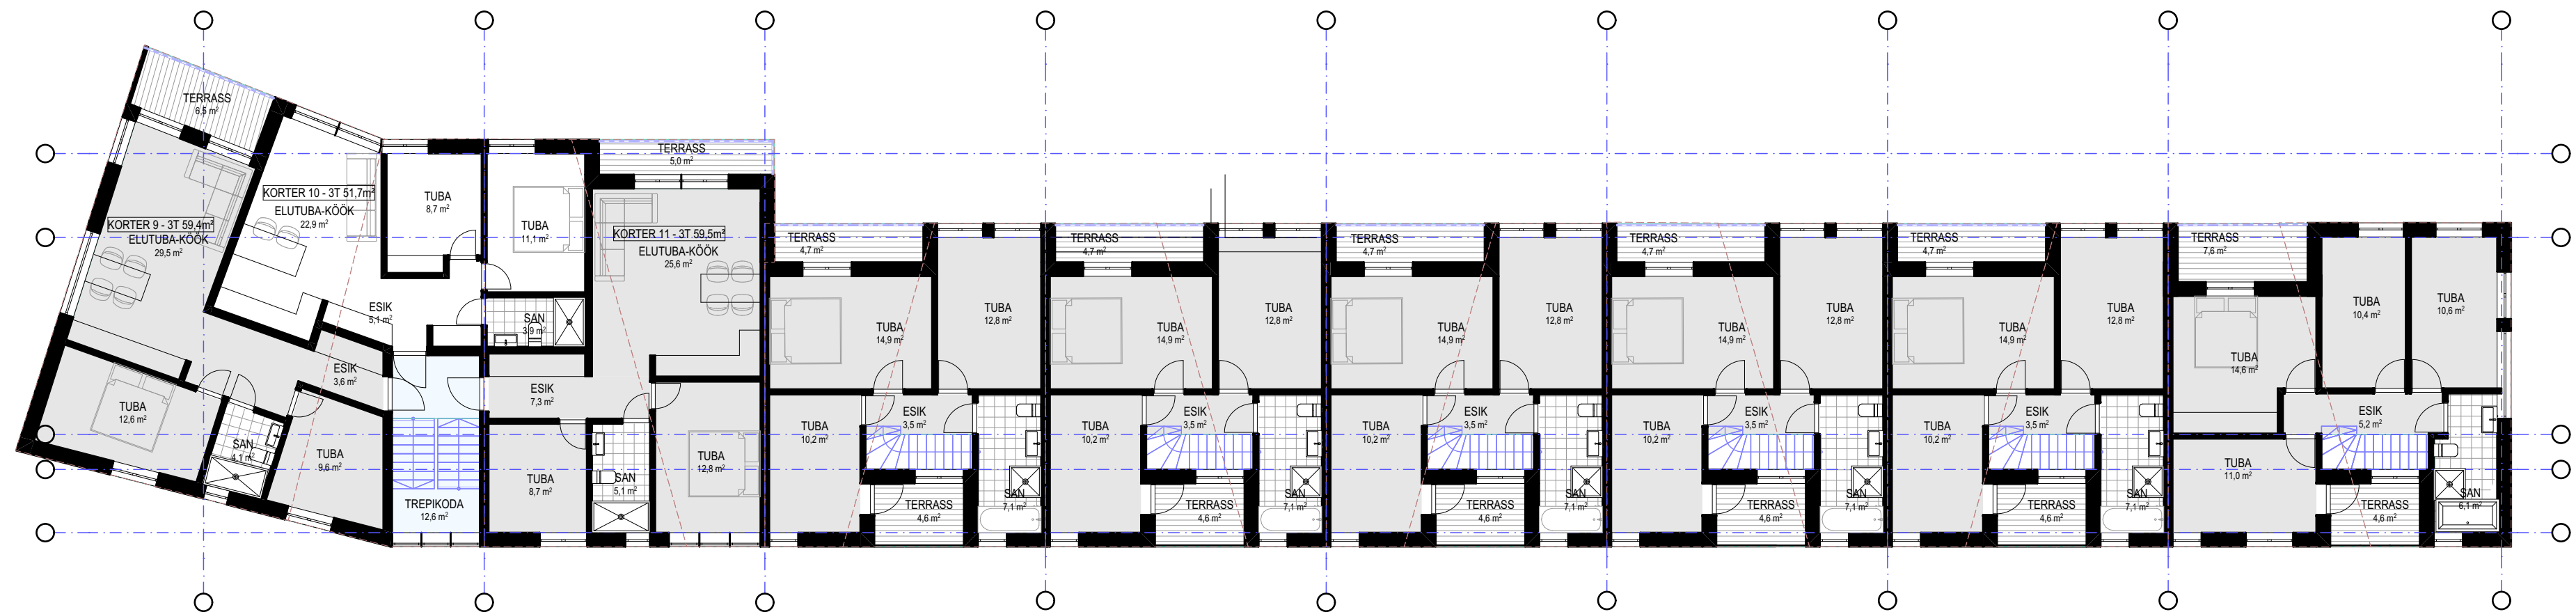 TERRASS
6,5 m²
KORTER 9 - 3T 59,4m²
ELUTUBA-KÖÖK
29,5 m²
TUBA
12,6 m²
SAN
4,1 m²
TUBA
9,6 m²
ESIK
3,6 m²
KORTER 10 - 3T 51,7m²
ELUTUBA-KÖÖK
22,9 m²
TUBA
8,7 m²
ESIK
5,1 m²
TUBA
11,1 m²
SAN
3,9 m²
TREPIKODA
12,6 m²
TERRASS
5,0 m²
KORTER 11 - 3T 59,5m²
ELUTUBA-KÖÖK
25,6 m²
ESIK
7,3 m²
TUBA
8,7 m²
SAN
5,1 m²
TUBA
12,8 m²
TERRASS
4,7 m²
TUBA
14,9 m²
TUBA
12,8 m²
TUBA
10,2 m²
ESIK
3,5 m²
TERRASS
4,6 m²
SAN
7,1 m²
TERRASS
4,7 m²
TUBA
14,9 m²
TUBA
12,8 m²
TUBA
10,2 m²
ESIK
3,5 m²
TERRASS
4,6 m²
SAN
7,1 m²
TERRASS
4,7 m²
TUBA
14,9 m²
TUBA
12,8 m²
TUBA
10,2 m²
ESIK
3,5 m²
TERRASS
4,6 m²
SAN
7,1 m²
TERRASS
4,7 m²
TUBA
14,9 m²
TUBA
12,8 m²
TUBA
10,2 m²
ESIK
3,5 m²
TERRASS
4,6 m²
SAN
7,1 m²
TERRASS
4,7 m²
TUBA
14,9 m²
TUBA
12,8 m²
TUBA
10,2 m²
ESIK
3,5 m²
TERRASS
4,6 m²
SAN
7,1 m²
TERRASS
7,6 m²
TUBA
14,6 m²
TUBA
10,4 m²
TUBA
10,6 m²
ESIK
5,2 m²
TUBA
11,0 m²
TERRASS
4,6 m²
SAN
6,1 m²